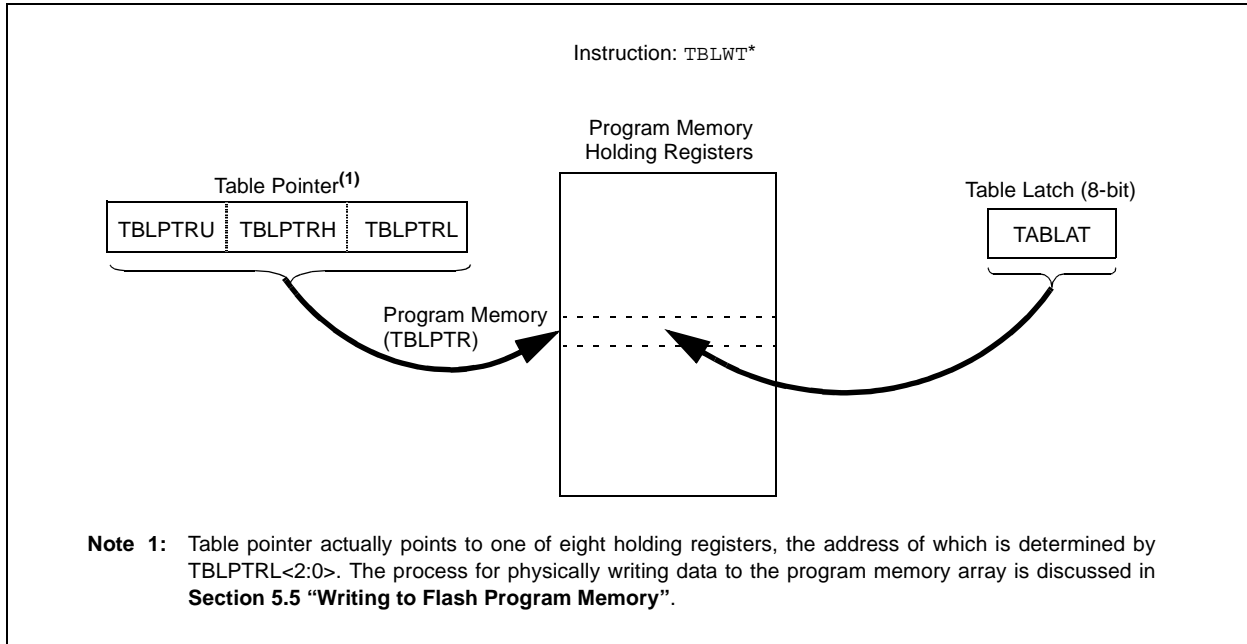 Instruction: TBLWT*
Program Memory
Holding Registers
Table Pointer(1)
Table Latch (8-bit)
TBLPTRU TBLPTRH TBLPTRL
TABLAT
Program Memory
(TBLPTR)
Note 1: Table pointer actually points to one of eight holding registers, the address of which is determined by
TBLPTRL<2:0>. The process for physically writing data to the program memory array is discussed in
Section 5.5 “Writing to Flash Program Memory”.